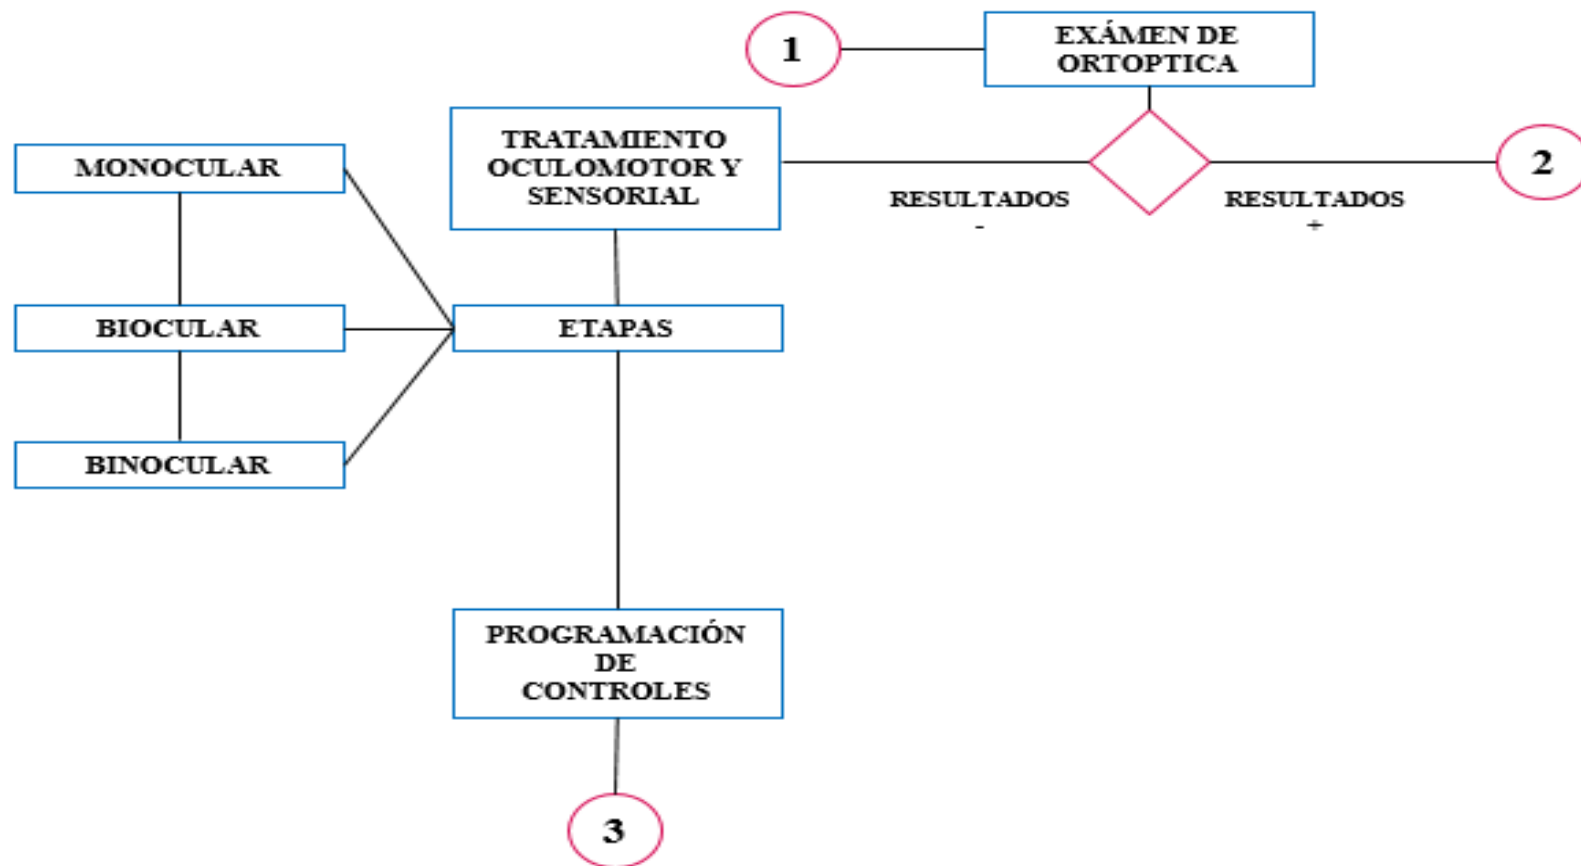 1
EXÁMEN DE
ORTOPTICA
TRATAMIENTO
OCULOMOTOR Y
SENSORIAL
RESULTADOS
-
RESULTADOS
+
2
MONOCULAR
BIOCULAR
BINOCULAR
ETAPAS
PROGRAMACIÓN
DE
CONTROLES
3